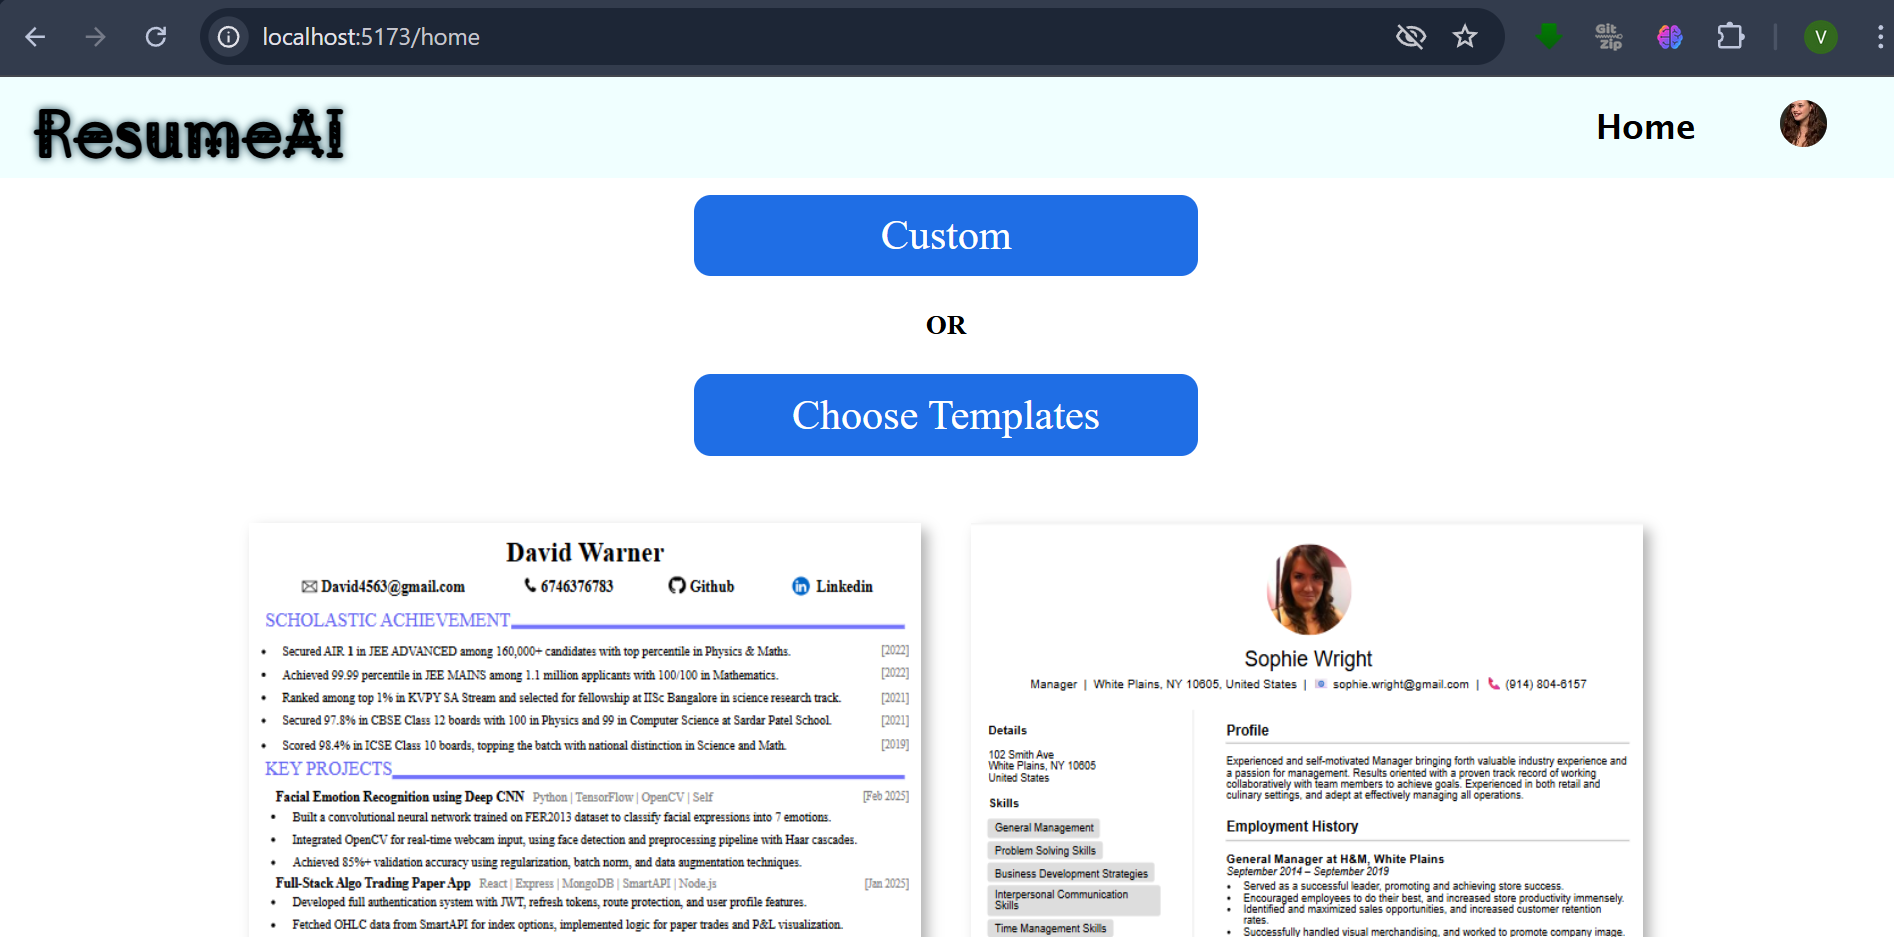 localhost:5173/home
Git
zip
V
ResumeAI
Home
Custom
OR
Choose Templates
David Warner
David4563@gmail.com 6746376783 Github in Linkedin
SCHOLASTIC ACHIEVEMENT
• Secured AIR 1 in JEE ADVANCED among 160,000+ candidates with top percentile in Physics & Maths. [2022]
• Achieved 99.99 percentile in JEE MAINS among 1.1 million applicants with 100/100 in Mathematics. [2022]
• Ranked among top 1% in KVPY SA Stream and selected for fellowship at IISc Bangalore in science research track. [2021]
• Secured 97.8% in CBSE Class 12 boards with 100 in Physics and 99 in Computer Science at Sardar Patel School. [2021]
• Scored 98.4% in ICSE Class 10 boards, topping the batch with national distinction in Science and Math. [2019]
KEY PROJECTS
Facial Emotion Recognition using Deep CNN Python | TensorFlow | OpenCV | Self [Feb 2025]
• Built a convolutional neural network trained on FER2013 dataset to classify facial expressions into 7 emotions.
• Integrated OpenCV for real-time webcam input, using face detection and preprocessing pipeline with Haar cascades.
• Achieved 85%+ validation accuracy using regularization, batch norm, and data augmentation techniques.
Full-Stack Algo Trading Paper App React | Express | MongoDB | SmartAPI | Node.js [Jan 2025]
• Developed full authentication system with JWT, refresh tokens, route protection, and user profile features.
• Fetched OHLC data from SmartAPI for index options, implemented logic for paper trades and P&L visualization.
Sophie Wright
Manager | White Plains, NY 10605, United States | sophie.wright@gmail.com | (914) 804-6157
Details
102 Smith Ave
White Plains, NY 10605
United States
Skills
General Management
Problem Solving Skills
Business Development Strategies
Interpersonal Communication
Skills
Time Management Skills
Profile
Experienced and self-motivated Manager bringing forth valuable industry experience and
a passion for management. Results oriented with a proven track record of working
collaboratively with team members to achieve goals. Experienced in both retail and
culinary settings, and adept at effectively managing all operations.
Employment History
General Manager at H&M, White Plains
September 2014 – September 2019
• Served as a successful leader, promoting and achieving store success.
• Encouraged employees to do their best, and increased store productivity immensely.
• Identified and maximized sales opportunities, and increased customer retention
rates.
• Successfully handled visual merchandising, and worked to promote company image.